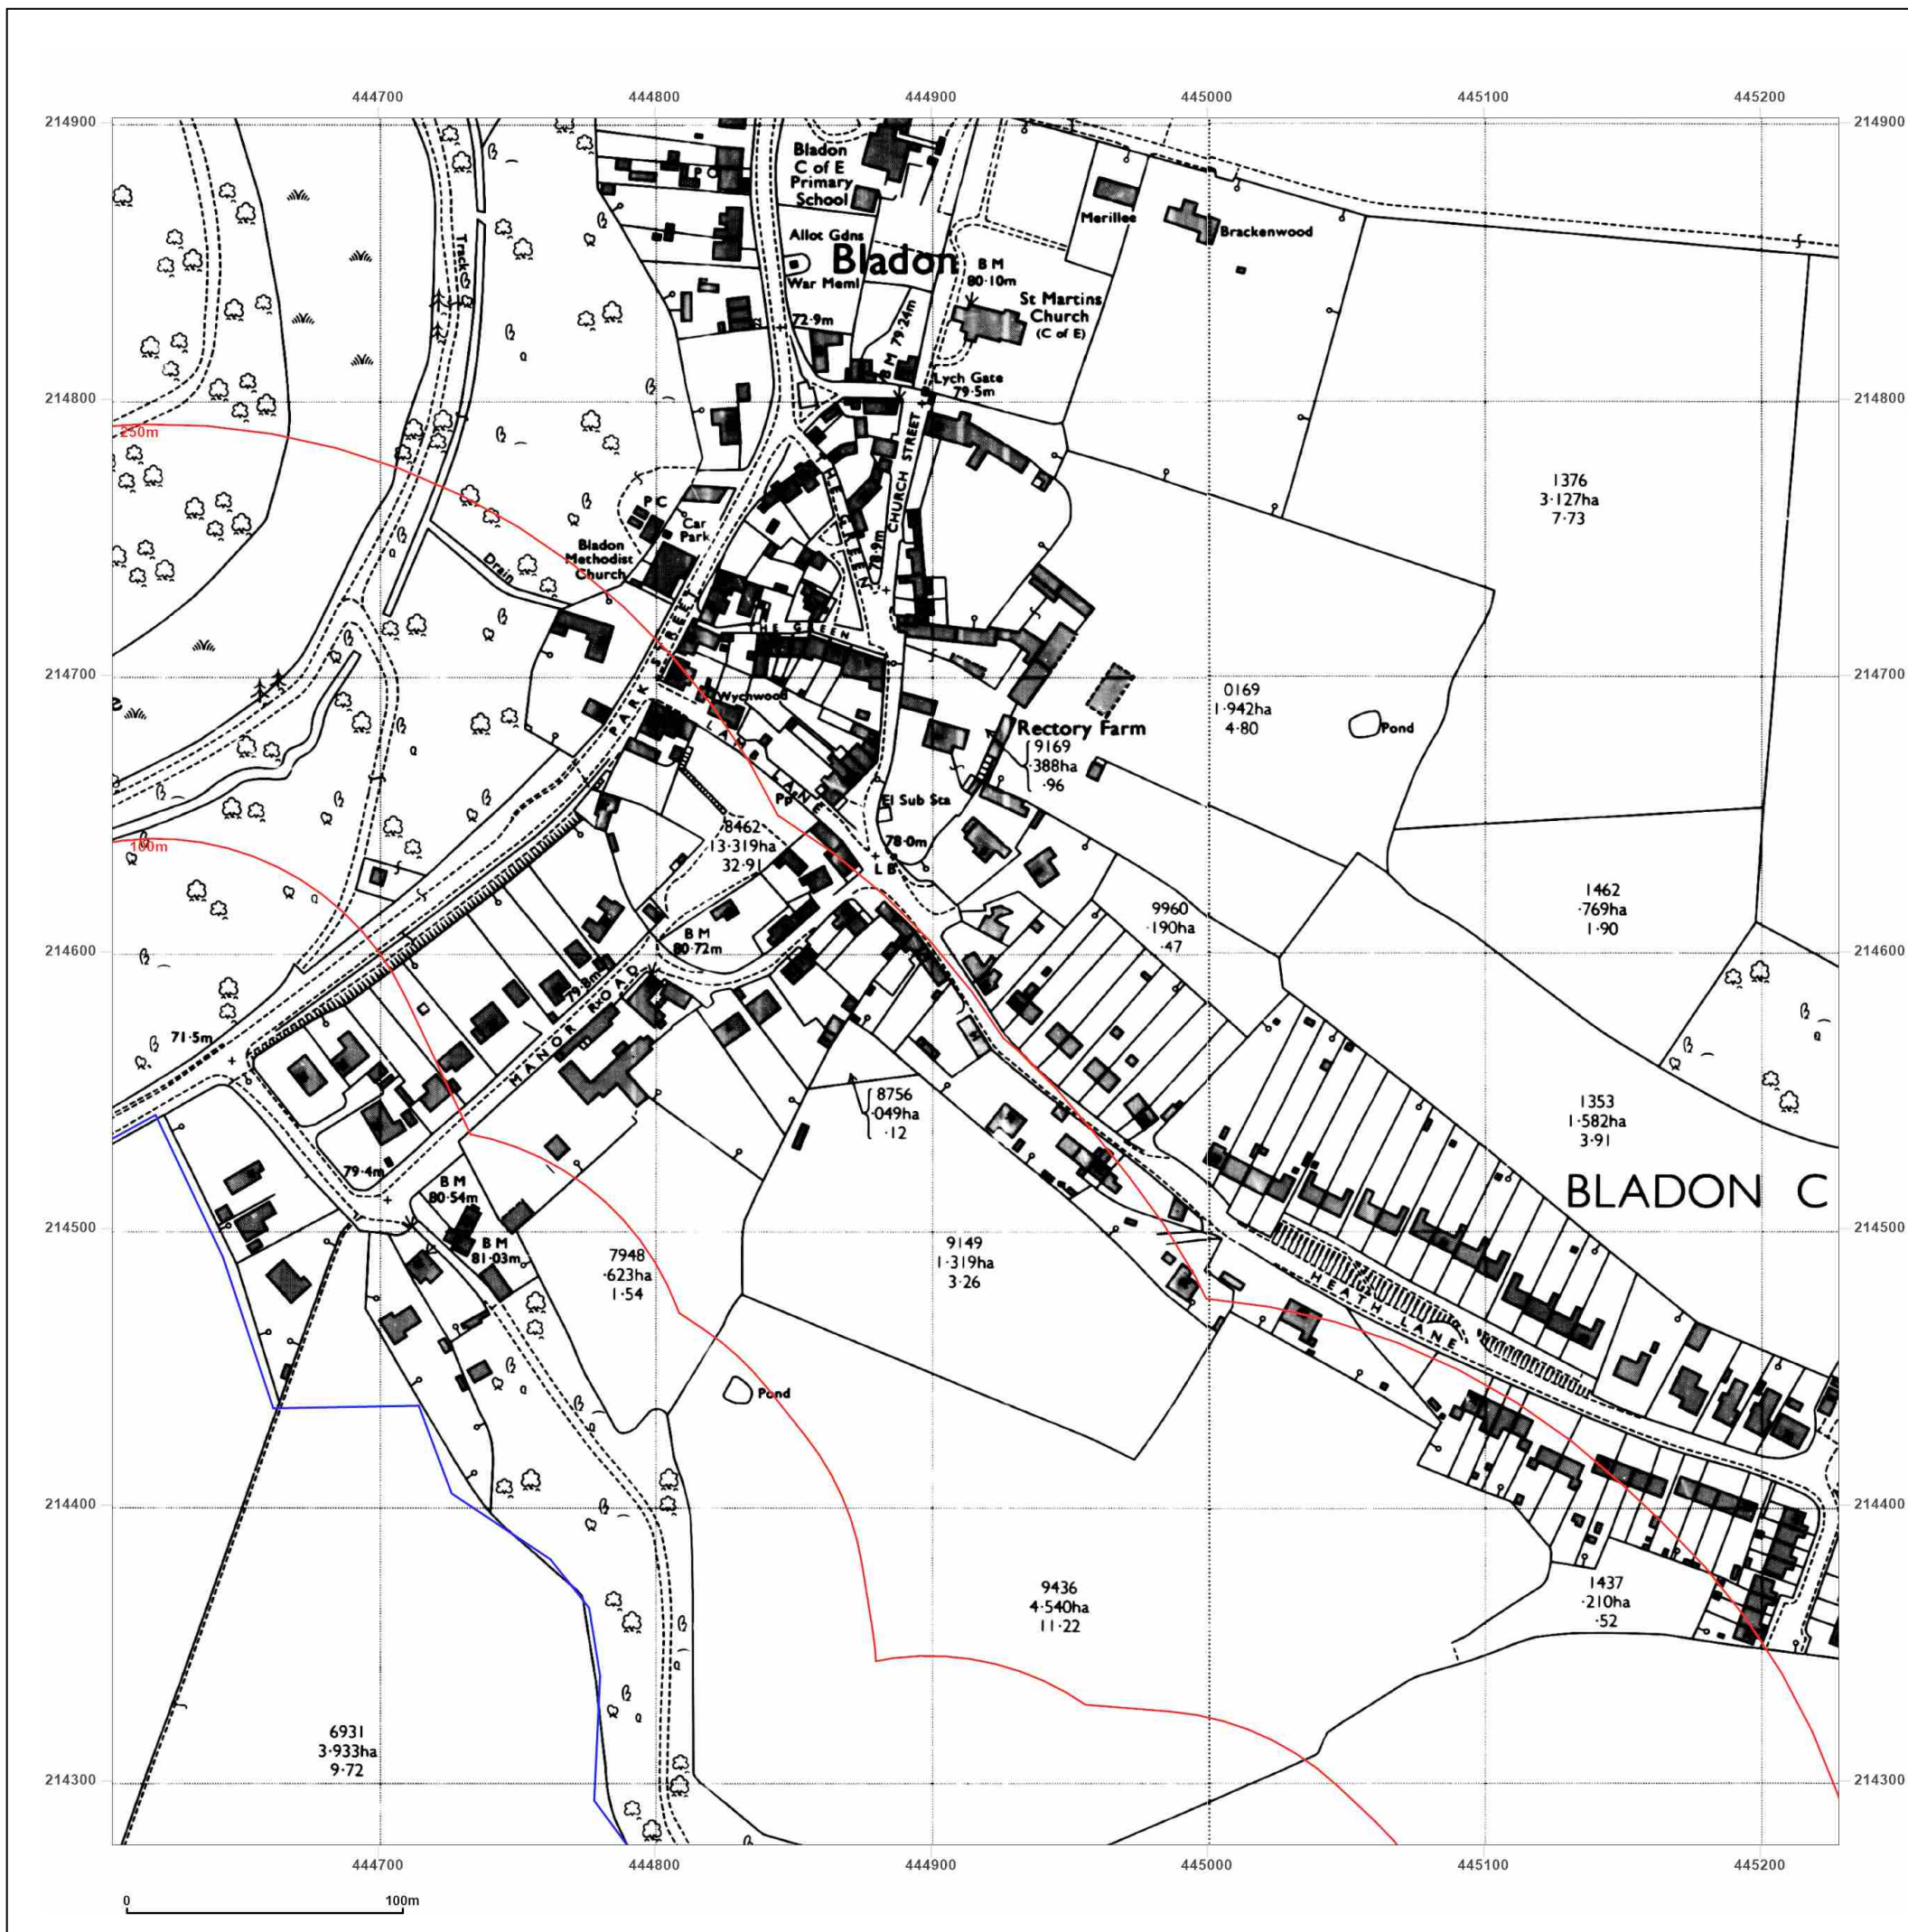 444700
444800
444900
445000
445100
445200
214900
214900
Bladon
C of E
Primary
School
Merillee
Brackenwood
Allot Gdns
Bladon
War Meml
B M
80·10m
St Martins
Church
(C of E)
Track
72·9m
B M 79·24m
Lych Gate
79·5m
214800
214800
250m
CHURCH STREET
THE GREEN
78·9m
P C
Car
Park
Bladon
Methodist
Church
Drain
1376
3·127ha
7·73
THE GREEN
PARK STREET
214700
214700
Wychwood
LAY LANE
Rectory Farm
9169
·388ha
·96
0169
1·942ha
4·80
Pond
Pp
El Sub Sta
8462
13·319ha
32·91
78·0m
L B
100m
1462
·769ha
1·90
9960
·190ha
·47
B M
80·72m
214600
214600
79·8m
MANOR ROAD
71·5m
8756
·049ha
·12
1353
1·582ha
3·91
79·4m
B M
80·54m
BLADON C
B M
81·03m
214500
214500
7948
·623ha
1·54
9149
1·319ha
3·26
HEATH LANE
Pond
214400
214400
9436
4·540ha
11·22
1437
·210ha
·52
6931
3·933ha
9·72
214300
214300
444700
444800
444900
445000
445100
445200
0
100m